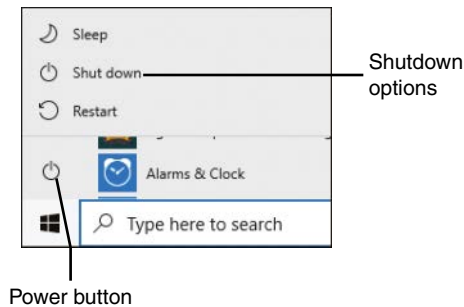 Sleep
Shut down
Restart
Shutdown
options
Alarms & Clock
Type here to search
Power button